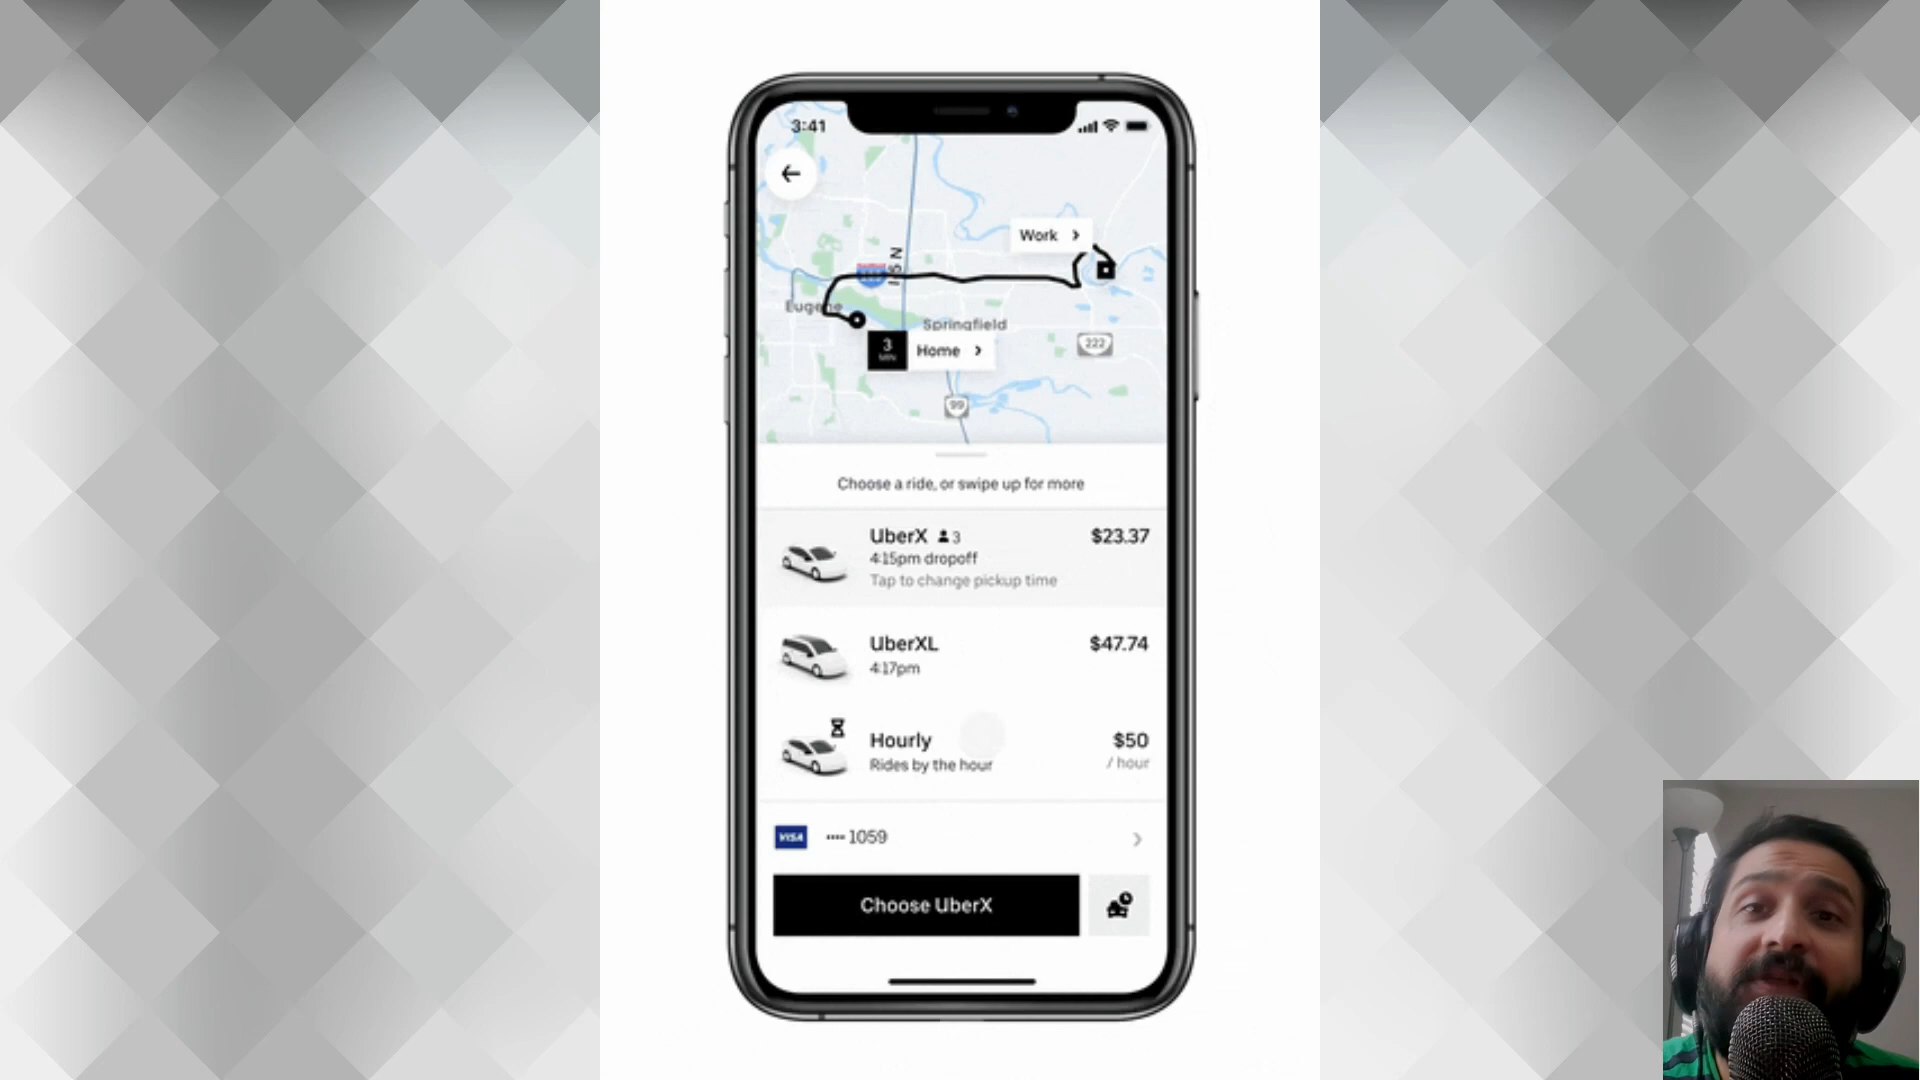 3:41
Work
I-5 N
Eugene
Springfield
3
MIN
Home
222
99
Choose a ride, or swipe up for more
UberX 3
$23.37
4:15pm dropoff
Tap to change pickup time
UberXL
$47.74
4:17pm
Hourly
$50
Rides by the hour
/ hour
VISA
•••• 1059
Choose UberX